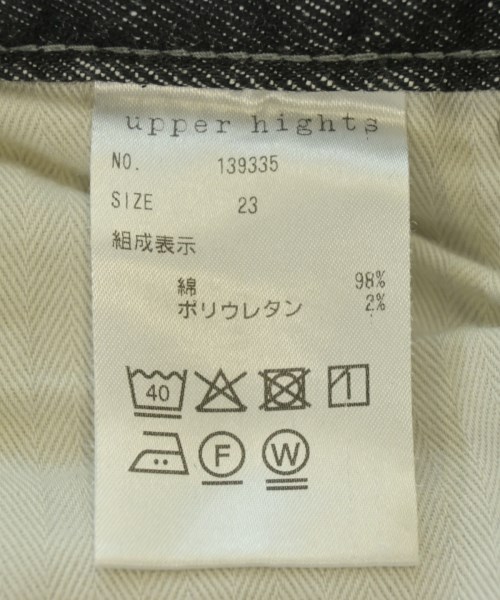 upper hights
NO. 139335
SIZE 23
組成表示
綿 98%
ポリウレタン 2%
40
F W